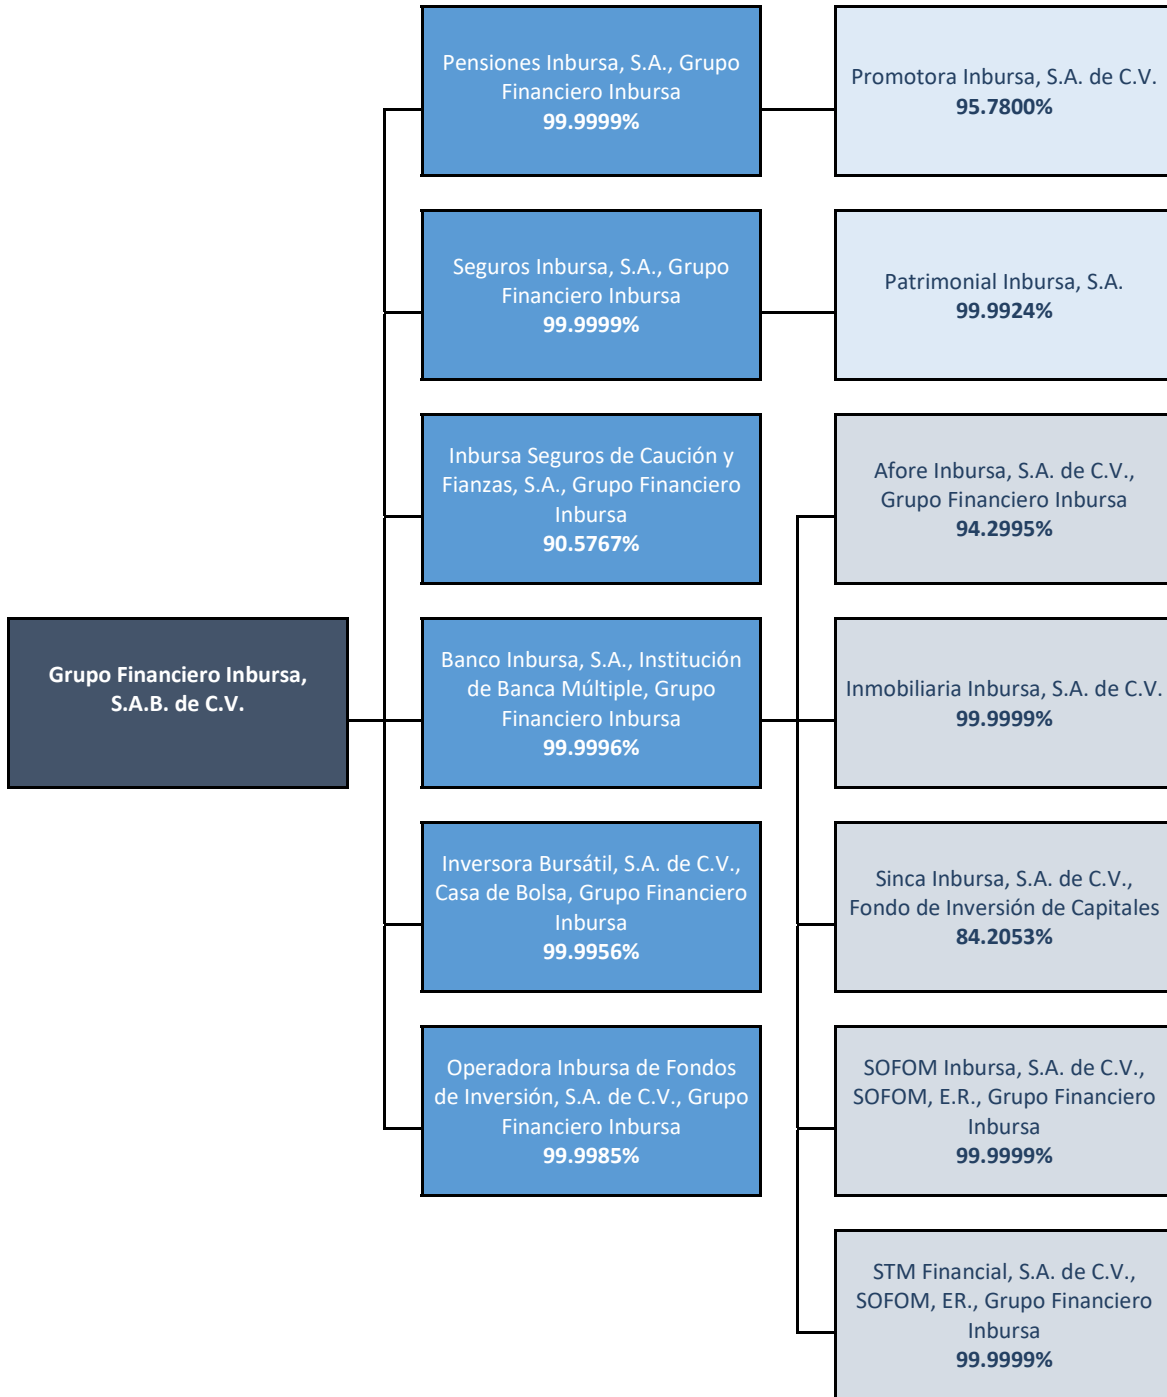 Pensiones Inbursa, S.A., Grupo
Financiero Inbursa
99.9999%
Promotora Inbursa, S.A. de C.V.
95.7800%
Seguros Inbursa, S.A., Grupo
Financiero Inbursa
99.9999%
Patrimonial Inbursa, S.A.
99.9924%
Inbursa Seguros de Caución y
Fianzas, S.A., Grupo Financiero
Inbursa
90.5767%
Afore Inbursa, S.A. de C.V.,
Grupo Financiero Inbursa
94.2995%
Grupo Financiero Inbursa,
S.A.B. de C.V.
Banco Inbursa, S.A., Institución
de Banca Múltiple, Grupo
Financiero Inbursa
99.9996%
Inmobiliaria Inbursa, S.A. de C.V.
99.9999%
Inversora Bursátil, S.A. de C.V.,
Casa de Bolsa, Grupo Financiero
Inbursa
99.9956%
Sinca Inbursa, S.A. de C.V.,
Fondo de Inversión de Capitales
84.2053%
Operadora Inbursa de Fondos
de Inversión, S.A. de C.V., Grupo
Financiero Inbursa
99.9985%
SOFOM Inbursa, S.A. de C.V.,
SOFOM, E.R., Grupo Financiero
Inbursa
99.9999%
STM Financial, S.A. de C.V.,
SOFOM, ER., Grupo Financiero
Inbursa
99.9999%